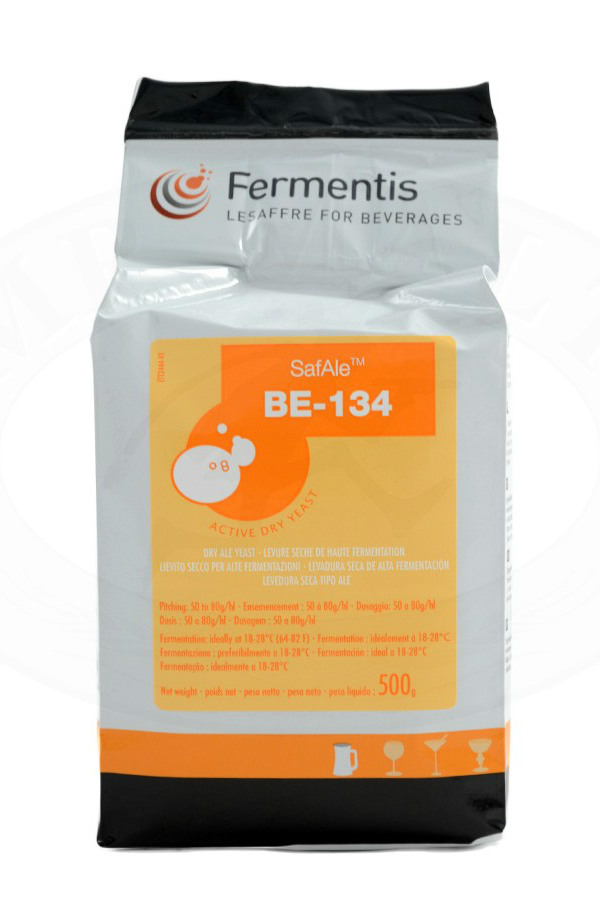 Fermentis
LESAFFRE FOR BEVERAGES
SafAle™
BE-134
ACTIVE DRY YEAST
DRY ALE YEAST - LEVURE SÈCHE DE HAUTE FERMENTATION
LIEVITO SECCO PER ALTE FERMENTAZIONI - LEVADURA SECA DE ALTA FERMENTACIÓN
LEVEDURA SECA TIPO ALE
Pitching: 50 to 80g/hl - Ensemencement : 50 à 80g/hl - Dosaggio: 50 a 80g/hl
Dosis : 50 a 80g/hl - Dosagem : 50 a 80g/hl
Fermentation: ideally at 18-28°C (64-82 F) - Fermentation : idéalement à 18-28°C
Fermentazione : preferibilmente a 18-28°C - Fermentación : ideal a 18-28°C
Fermentação : idealmente a 18-28°C
Net weight - poids net - peso netto - peso neto - peso líquido : 500g